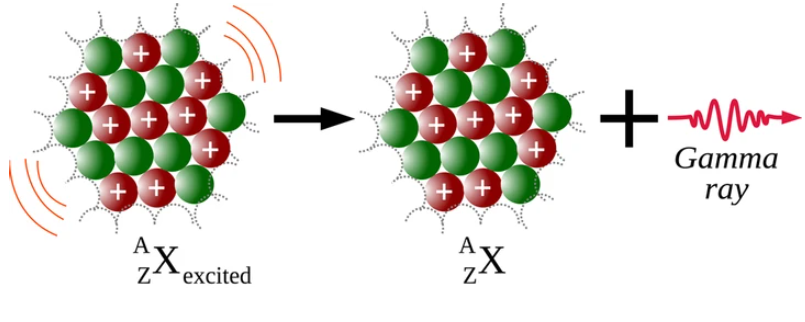 + + + + + + + + +
+ + + + + + + + +
+
Gamma
ray
A
Z X excited
A
Z X